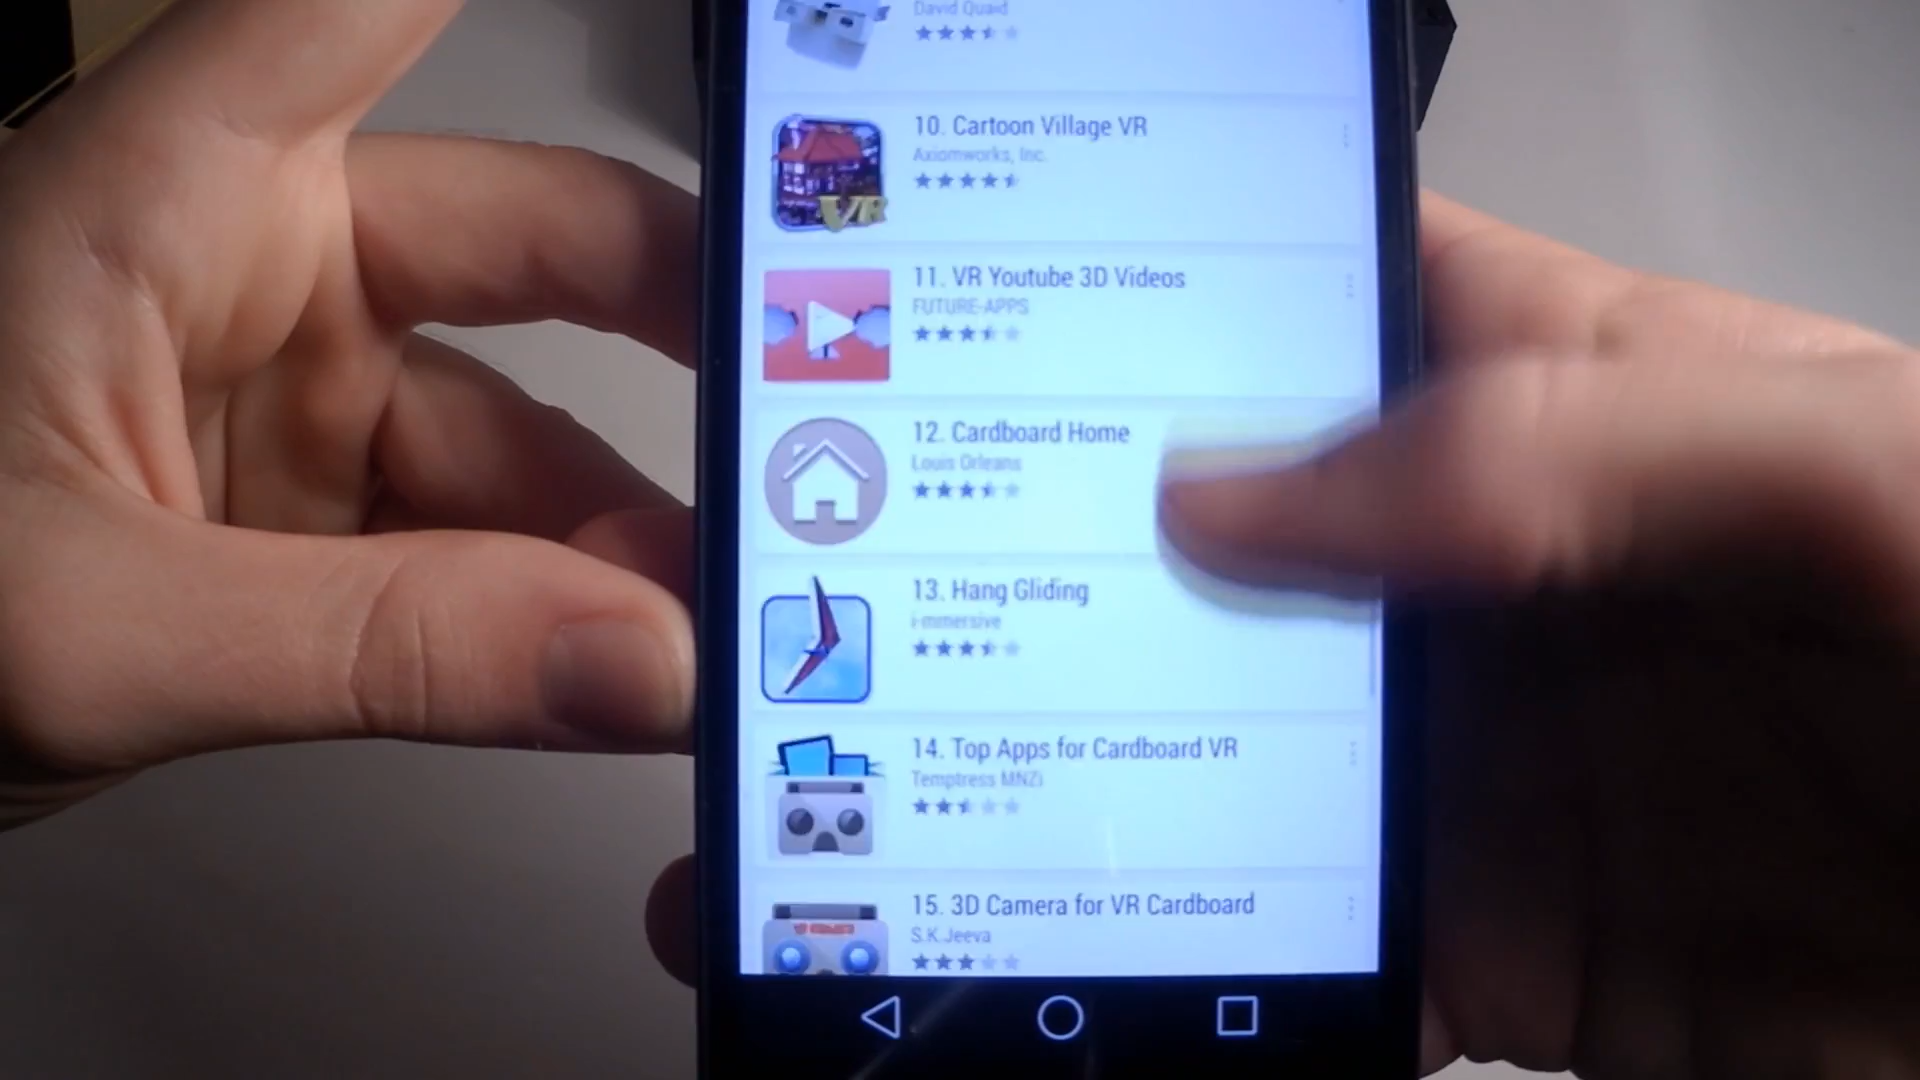 David Quaid
10. Cartoon Village VR
Axiomworks, Inc.
VR
11. VR Youtube 3D Videos
FUTURE-APPS
12. Cardboard Home
Louis Orleans
13. Hang Gliding
i-mmersive
14. Top Apps for Cardboard VR
Temptress MNZi
15. 3D Camera for VR Cardboard
S.K.Jeeva